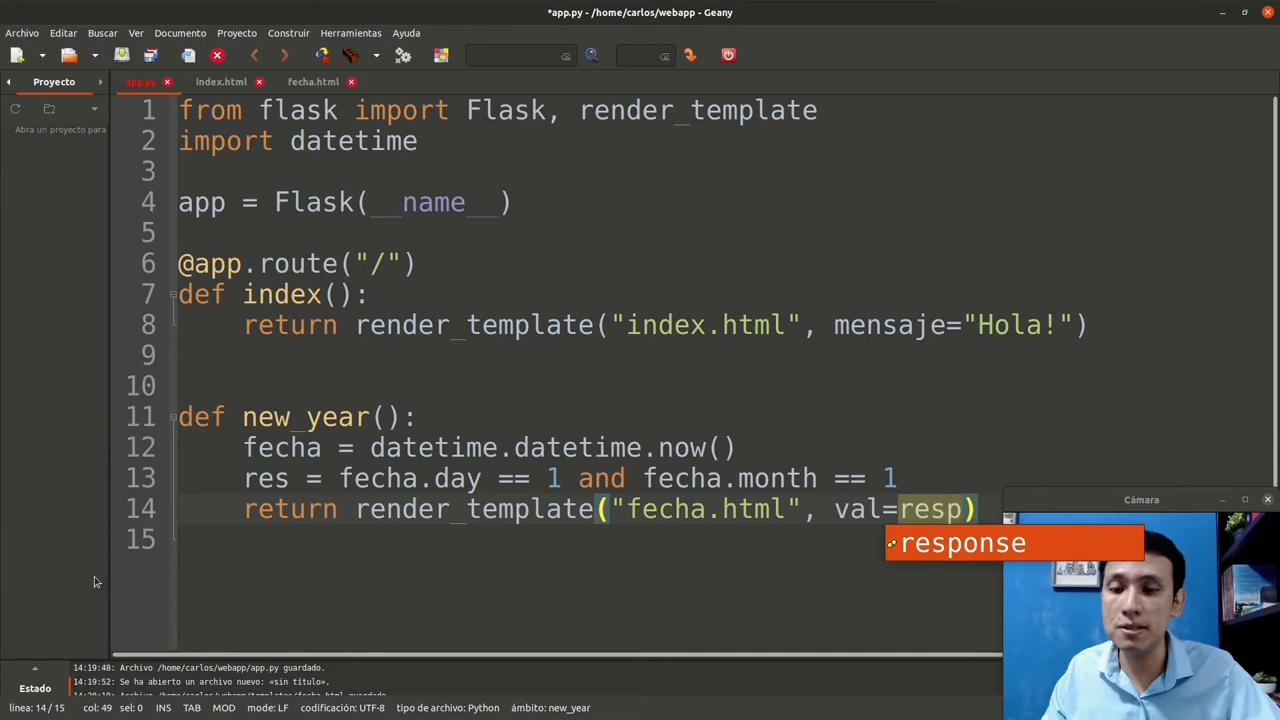 *app.py - /home/carlos/webapp - Geany
Archivo Editar Buscar Ver Documento Proyecto Construir Herramientas Ayuda
Proyecto app.py index.html fecha.html
Abra un proyecto para
1 from flask import Flask, render_template
2 import datetime
3
4 app = Flask(__name__)
5
6 @app.route("/")
7 def index():
8 return render_template("index.html", mensaje="Hola!")
9
10
11 def new_year():
12 fecha = datetime.datetime.now()
13 res = fecha.day == 1 and fecha.month == 1
14 return render_template("fecha.html", val=resp)
15
response
Cámara
14:19:48: Archivo /home/carlos/webapp/app.py guardado.
14:19:52: Se ha abierto un archivo nuevo: «sin título».
Estado
línea: 14 / 15 col: 49 sel: 0 INS TAB MOD modo: LF codificación: UTF-8 tipo de archivo: Python ámbito: new_year